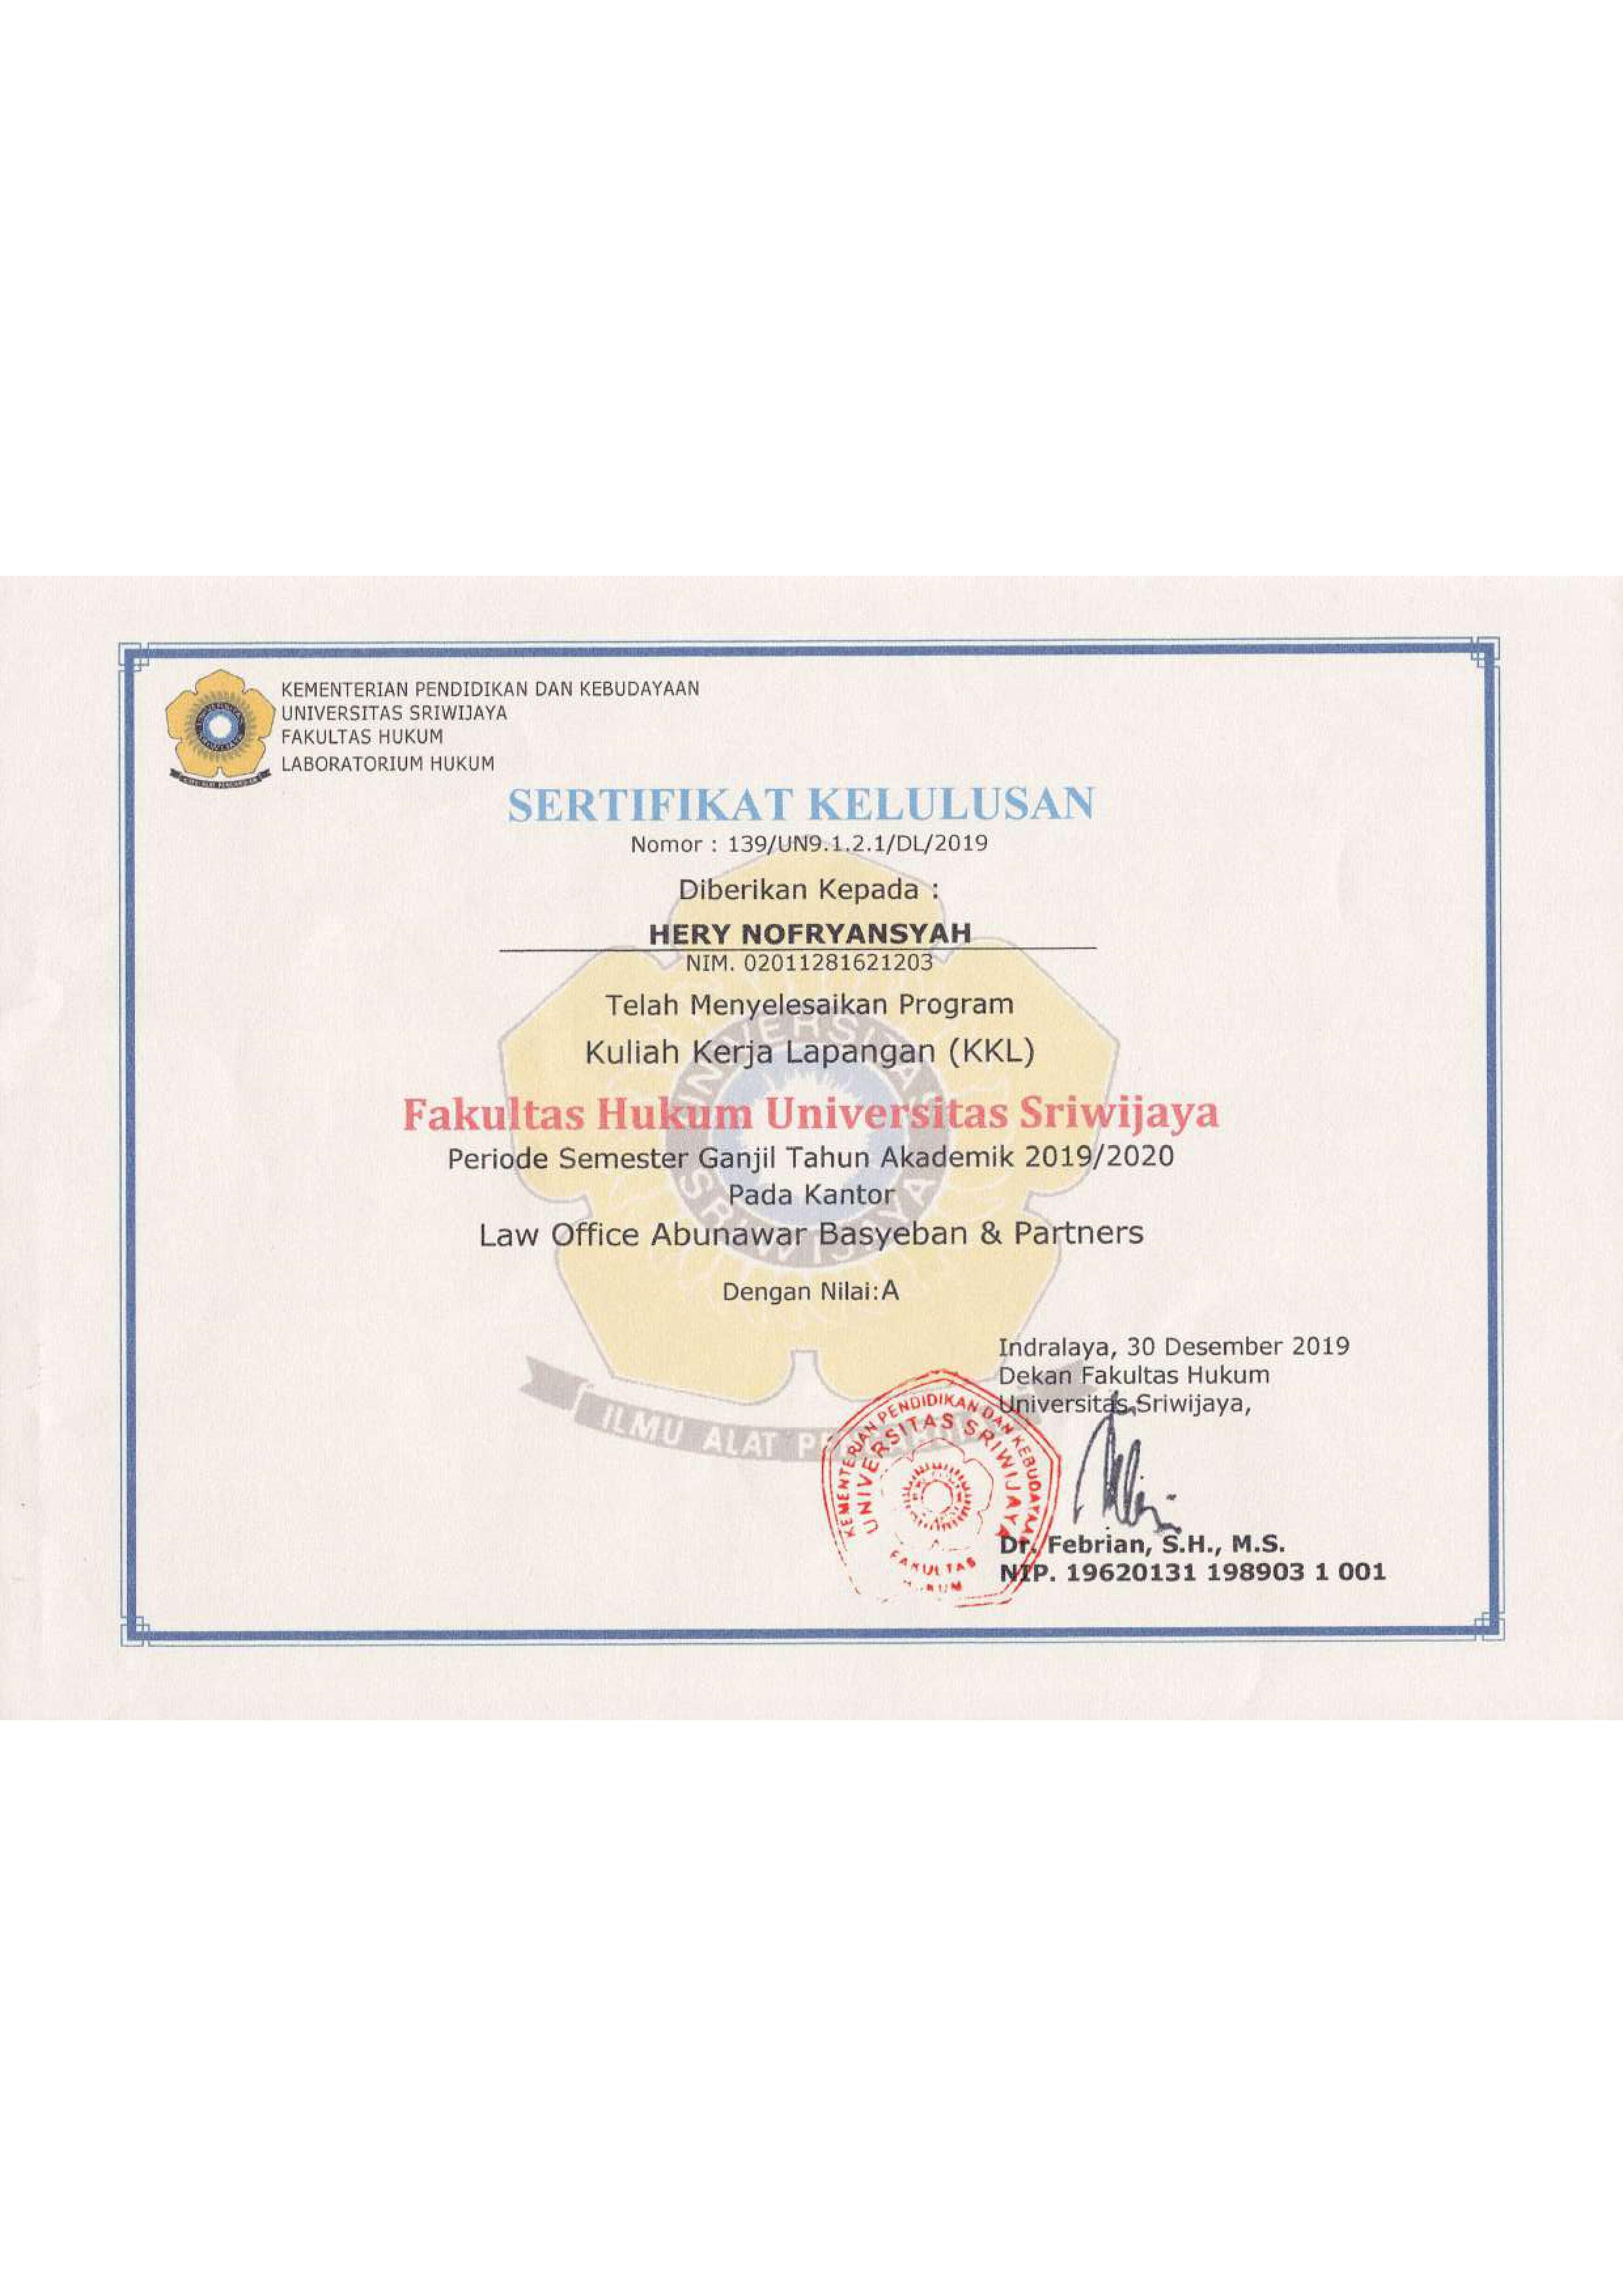 KEMENTERIAN PENDIDIKAN DAN KEBUDAYAAN
UNIVERSITAS SRIWIJAYA
FAKULTAS HUKUM
LABORATORIUM HUKUM
SERTIFIKAT KELULUSAN
Nomor : 139/UN9.1.2.1/DL/2019
Diberikan Kepada :
HERY NOFRYANSYAH
NIM. 02011281621203
Telah Menyelesaikan Program
Kuliah Kerja Lapangan (KKL)
Fakultas Hukum Universitas Sriwijaya
Periode Semester Ganjil Tahun Akademik 2019/2020
Pada Kantor
Law Office Abunawar Basyeban & Partners
Dengan Nilai:A
Indralaya, 30 Desember 2019
Dekan Fakultas Hukum
Universitas Sriwijaya,
Dr. Febrian, S.H., M.S.
NIP. 19620131 198903 1 001
UNIVERSITAS
SRIWIJAYA
ILMU ALAT
KEMENTERIAN PENDIDIKAN DAN KEBUDAYAAN
UNIVERSITAS SRIWIJAYA
FAKULTAS